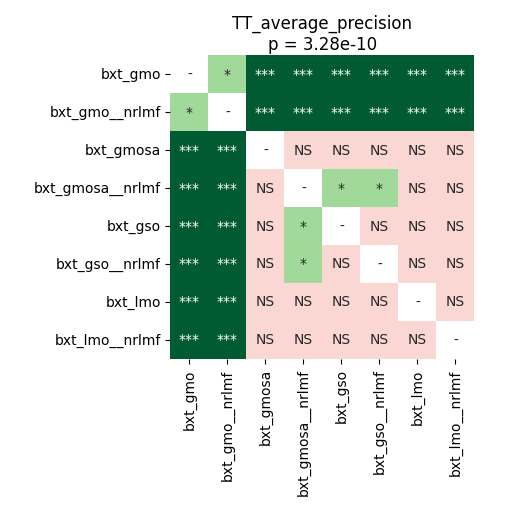 TT_average_precision
p = 3.28e-10
bxt_gmo - * *** *** *** *** *** ***
bxt_gmo__nrlmf * - *** *** *** *** *** ***
bxt_gmosa *** *** - NS NS NS NS NS
bxt_gmosa__nrlmf *** *** NS - * * NS NS
bxt_gso *** *** NS * - NS NS NS
bxt_gso__nrlmf *** *** NS * NS - NS NS
bxt_lmo *** *** NS NS NS NS - NS
bxt_lmo__nrlmf *** *** NS NS NS NS NS -
bxt_gmo
bxt_gmo__nrlmf
bxt_gmosa
bxt_gmosa__nrlmf
bxt_gso
bxt_gso__nrlmf
bxt_lmo
bxt_lmo__nrlmf